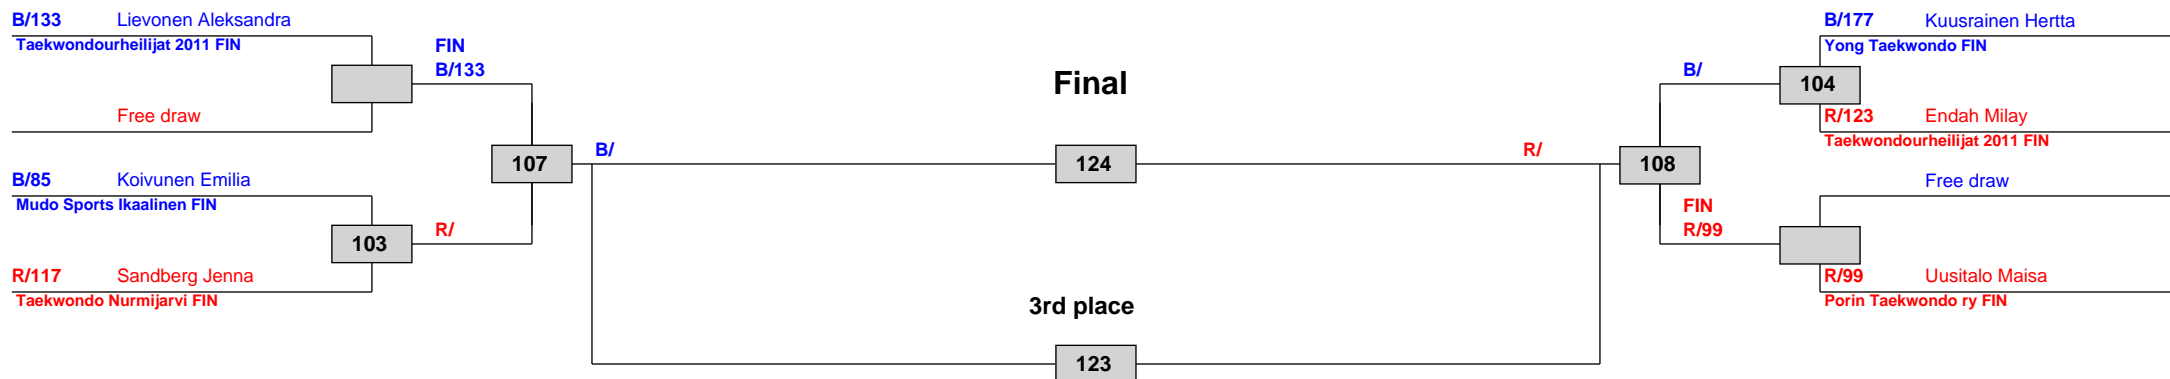 B/133 Lievonen Aleksandra
Taekwondourheilijat 2011 FIN
Free draw
FIN
B/133
B/85 Koivunen Emilia
Mudo Sports Ikaalinen FIN
103
R/117 Sandberg Jenna
Taekwondo Nurmijarvi FIN
R/
107
B/
Final
124
3rd place
123
R/
108
B/
FIN
R/99
B/177 Kuusrainen Hertta
Yong Taekwondo FIN
104
R/123 Endah Milay
Taekwondourheilijat 2011 FIN
Free draw
R/99 Uusitalo Maisa
Porin Taekwondo ry FIN